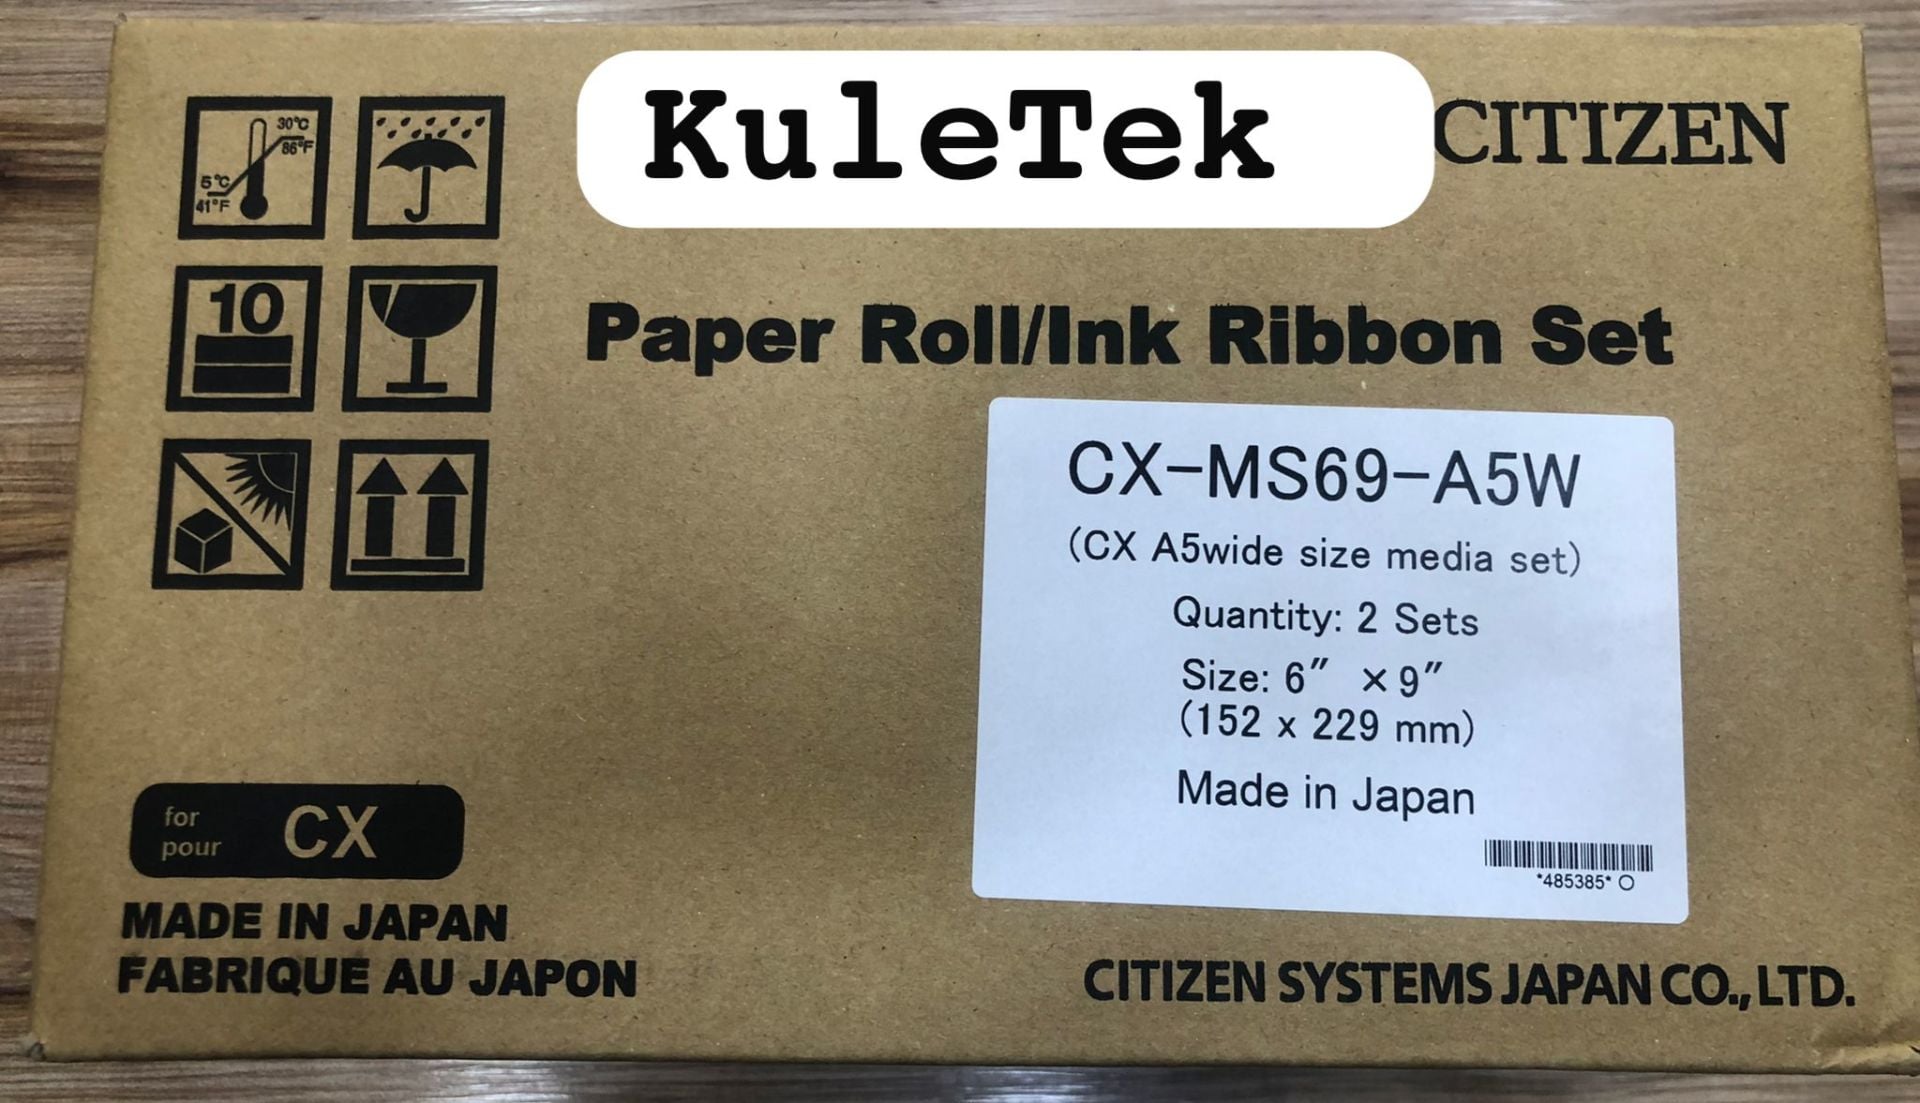 KuleTek
CITIZEN
30°C
86°F
5°C
41°F
10
Paper Roll/Ink Ribbon Set
CX-MS69-A5W
(CX A5wide size media set)
Quantity: 2 Sets
Size: 6″ ×9″
(152 x 229 mm)
Made in Japan
*485385* O
for
pour
CX
MADE IN JAPAN
FABRIQUE AU JAPON
CITIZEN SYSTEMS JAPAN CO., LTD.